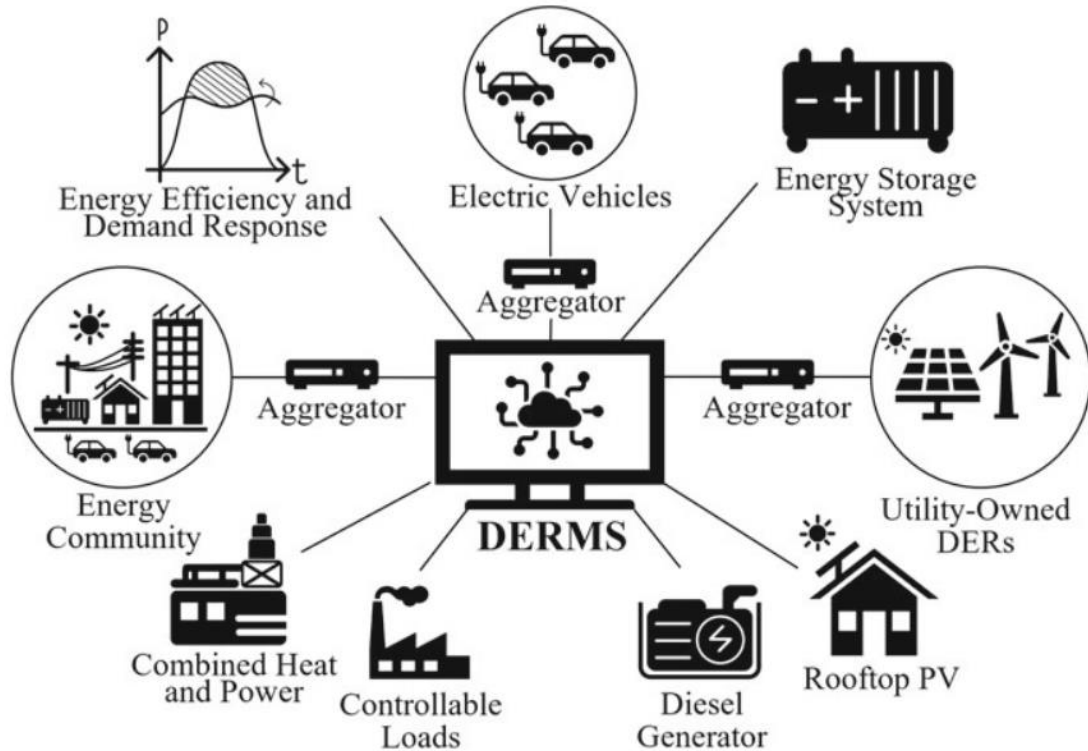 P
t
Energy Efficiency and
Demand Response
Electric Vehicles
Energy Storage
System
Aggregator
Aggregator
Aggregator
Energy
Community
DERMS
Utility-Owned
DERs
Combined Heat
and Power
Controllable
Loads
Diesel
Generator
Rooftop PV